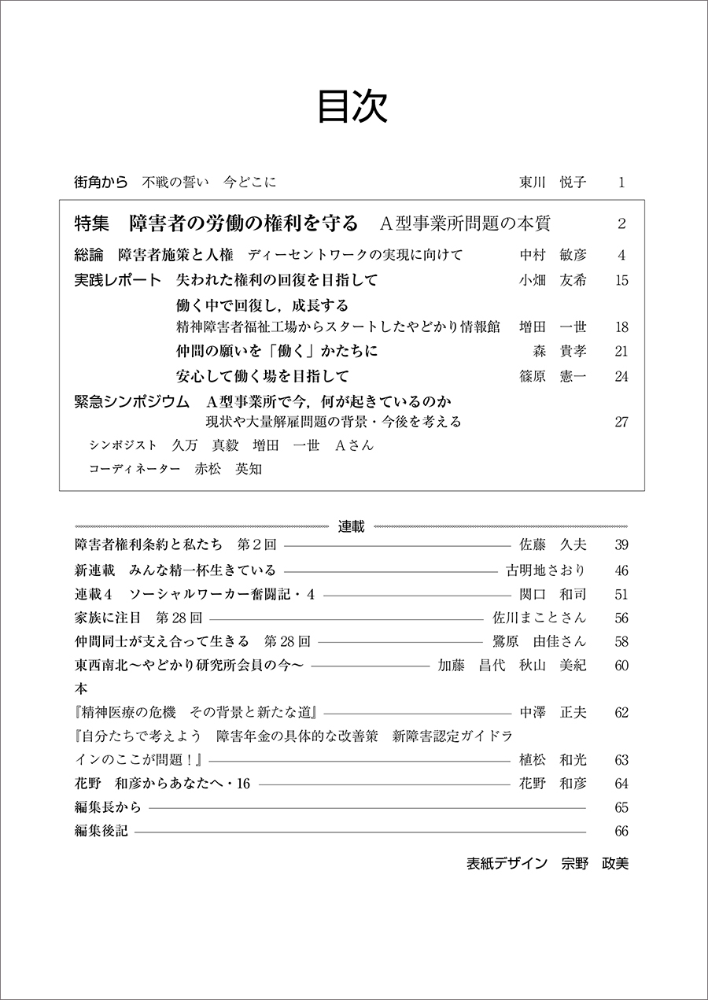 目次
街角から　不戦の誓い　今どこに　東川　悦子　1
特集　障害者の労働の権利を守る　A型事業所問題の本質　2
総論　障害者施策と人権　ディーセントワークの実現に向けて　中村　敏彦　4
実践レポート　失われた権利の回復を目指して　小畑　友希　15
働く中で回復し，成長する
精神障害者福祉工場からスタートしたやどかり情報館　増田　一世　18
仲間の願いを「働く」かたちに　森　貴孝　21
安心して働く場を目指して　篠原　憲一　24
緊急シンポジウム　A型事業所で今，何が起きているのか
現状や大量解雇問題の背景・今後を考える　27
シンポジスト　久万　真毅　増田　一世　Aさん
コーディネーター　赤松　英知
連載
障害者権利条約と私たち　第２回　佐藤　久夫　39
新連載　みんな精一杯生きている　古明地さおり　46
連載４　ソーシャルワーカー奮闘記・４　関口　和司　51
家族に注目　第28回　佐川まことさん　56
仲間同士が支え合って生きる　第28回　鷺原　由佳さん　58
東西南北～やどかり研究所会員の今～　加藤　昌代　秋山　美紀　60
本
『精神医療の危機　その背景と新たな道』　中澤　正夫　62
『自分たちで考えよう　障害年金の具体的な改善策　新障害認定ガイドラ
インのここが問題！』　植松　和光　63
花野　和彦からあなたへ・16　花野　和彦　64
編集長から　65
編集後記　66
表紙デザイン　宗野　政美